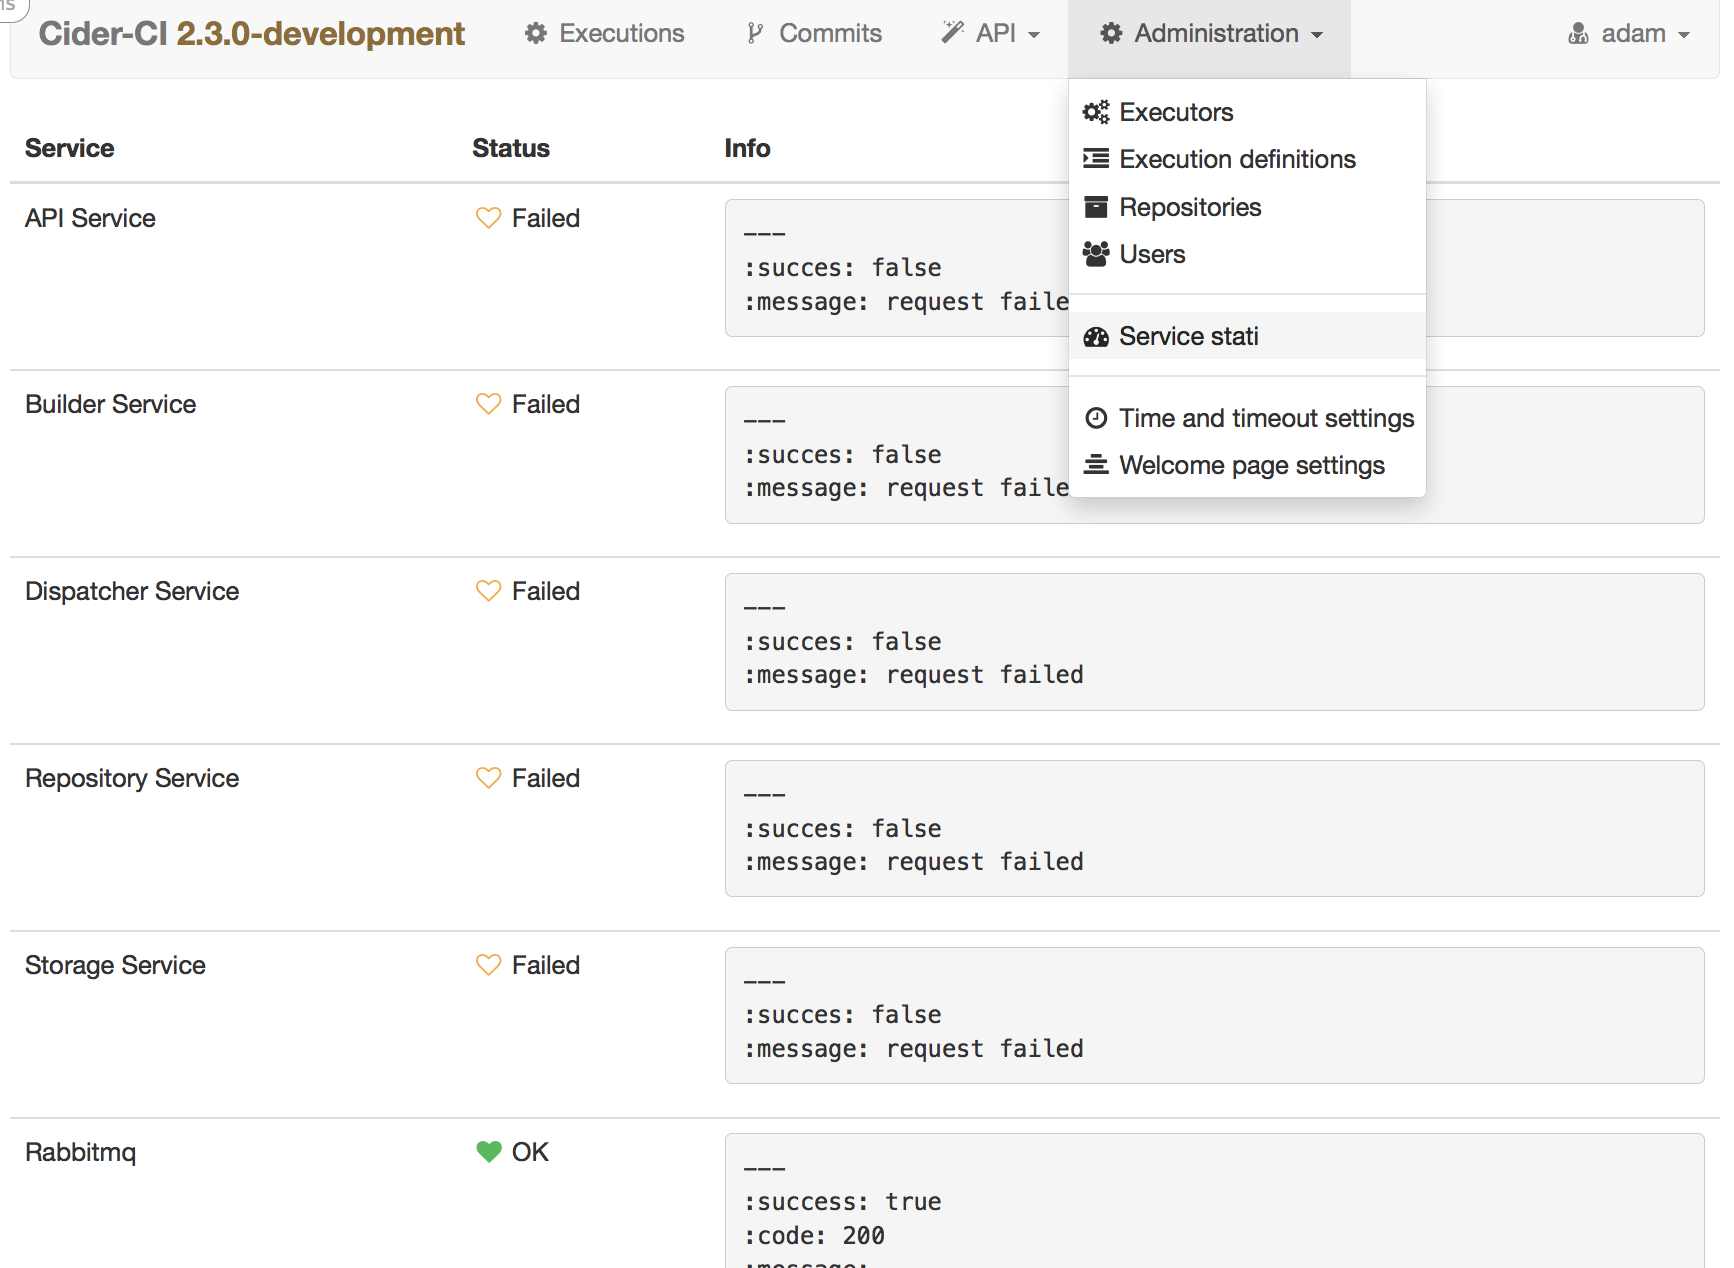 Cider-CI 2.3.0-development Executions Commits API Administration adam
Executors
Execution definitions
Repositories
Users
Service stati
Time and timeout settings
Welcome page settings
Service Status Info
API Service Failed
---
:succes: false
:message: request faile
Builder Service Failed
---
:succes: false
:message: request faile
Dispatcher Service Failed
---
:succes: false
:message: request failed
Repository Service Failed
---
:succes: false
:message: request failed
Storage Service Failed
---
:succes: false
:message: request failed
Rabbitmq OK
---
:success: true
:code: 200
:message: